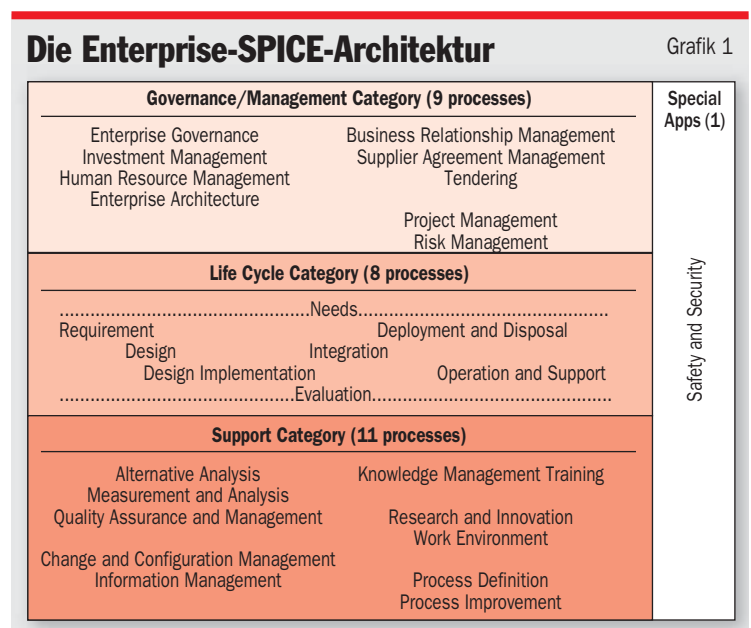 Die Enterprise-SPICE-Architektur
Grafik 1
Governance/Management Category (9 processes)
Enterprise Governance
Investment Management
Human Resource Management
Enterprise Architecture
Business Relationship Management
Supplier Agreement Management
Tendering
Project Management
Risk Management
Special
Apps (1)
Safety and Security
Life Cycle Category (8 processes)
..........................................Needs..........................................
Requirement Deployment and Disposal
Design Integration
Design Implementation Operation and Support
.......................................Evaluation........................................
Support Category (11 processes)
Alternative Analysis
Measurement and Analysis
Quality Assurance and Management
Change and Configuration Management
Information Management
Knowledge Management Training
Research and Innovation
Work Environment
Process Definition
Process Improvement